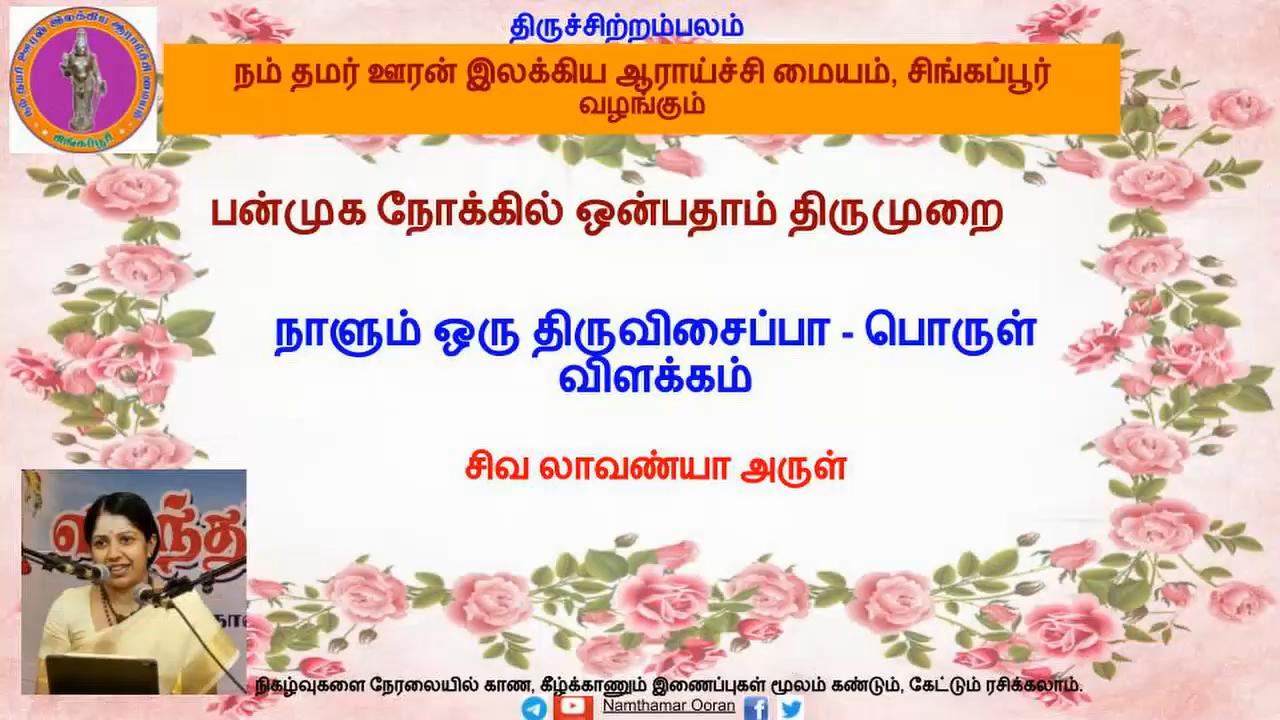 திருச்சிற்றம்பலம்
நம் தமர் ஊரன் இலக்கிய ஆராய்ச்சி மையம், சிங்கப்பூர்
வழங்கும்
பன்முக நோக்கில் ஒன்பதாம் திருமுறை
நாளும் ஒரு திருவிசைப்பா - பொருள்
விளக்கம்
சிவ லாவண்யா அருள்
நிகழ்வுகளை நேரலையில் காண, கீழ்க்காணும் இணைப்புகள் மூலம் கண்டும், கேட்டும் ரசிக்கலாம்.
Namthamar Ooran